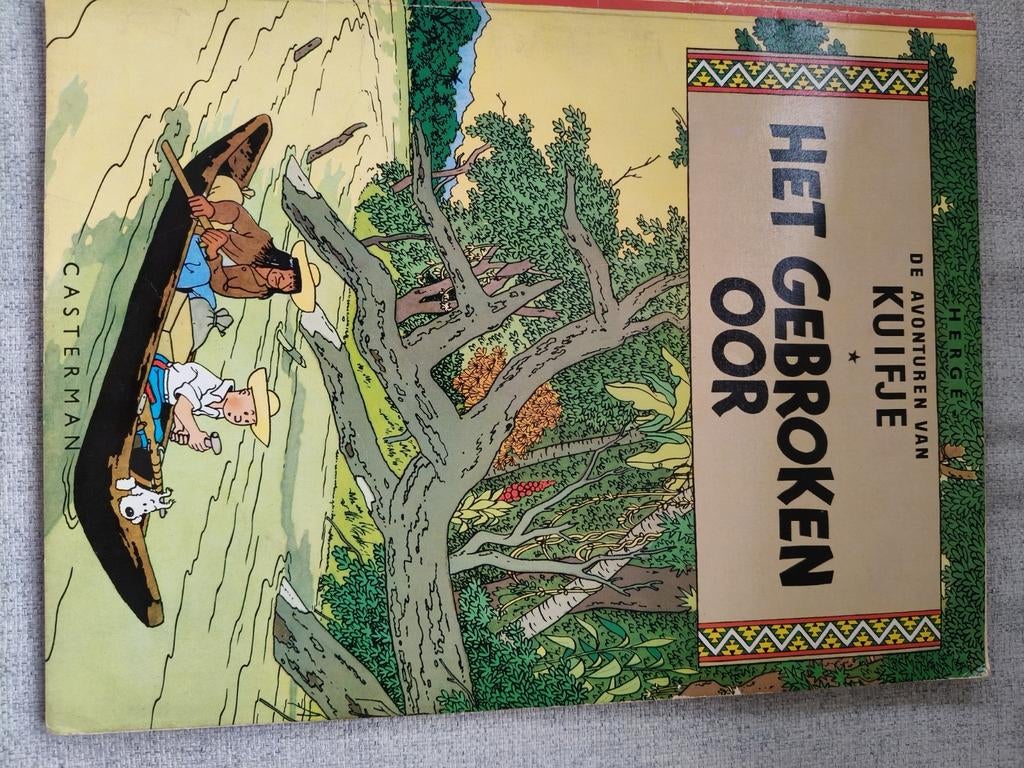 HERGÉ
DE AVONTUREN VAN
KUIFJE
HET GEBROKEN
OOR
CASTERMAN